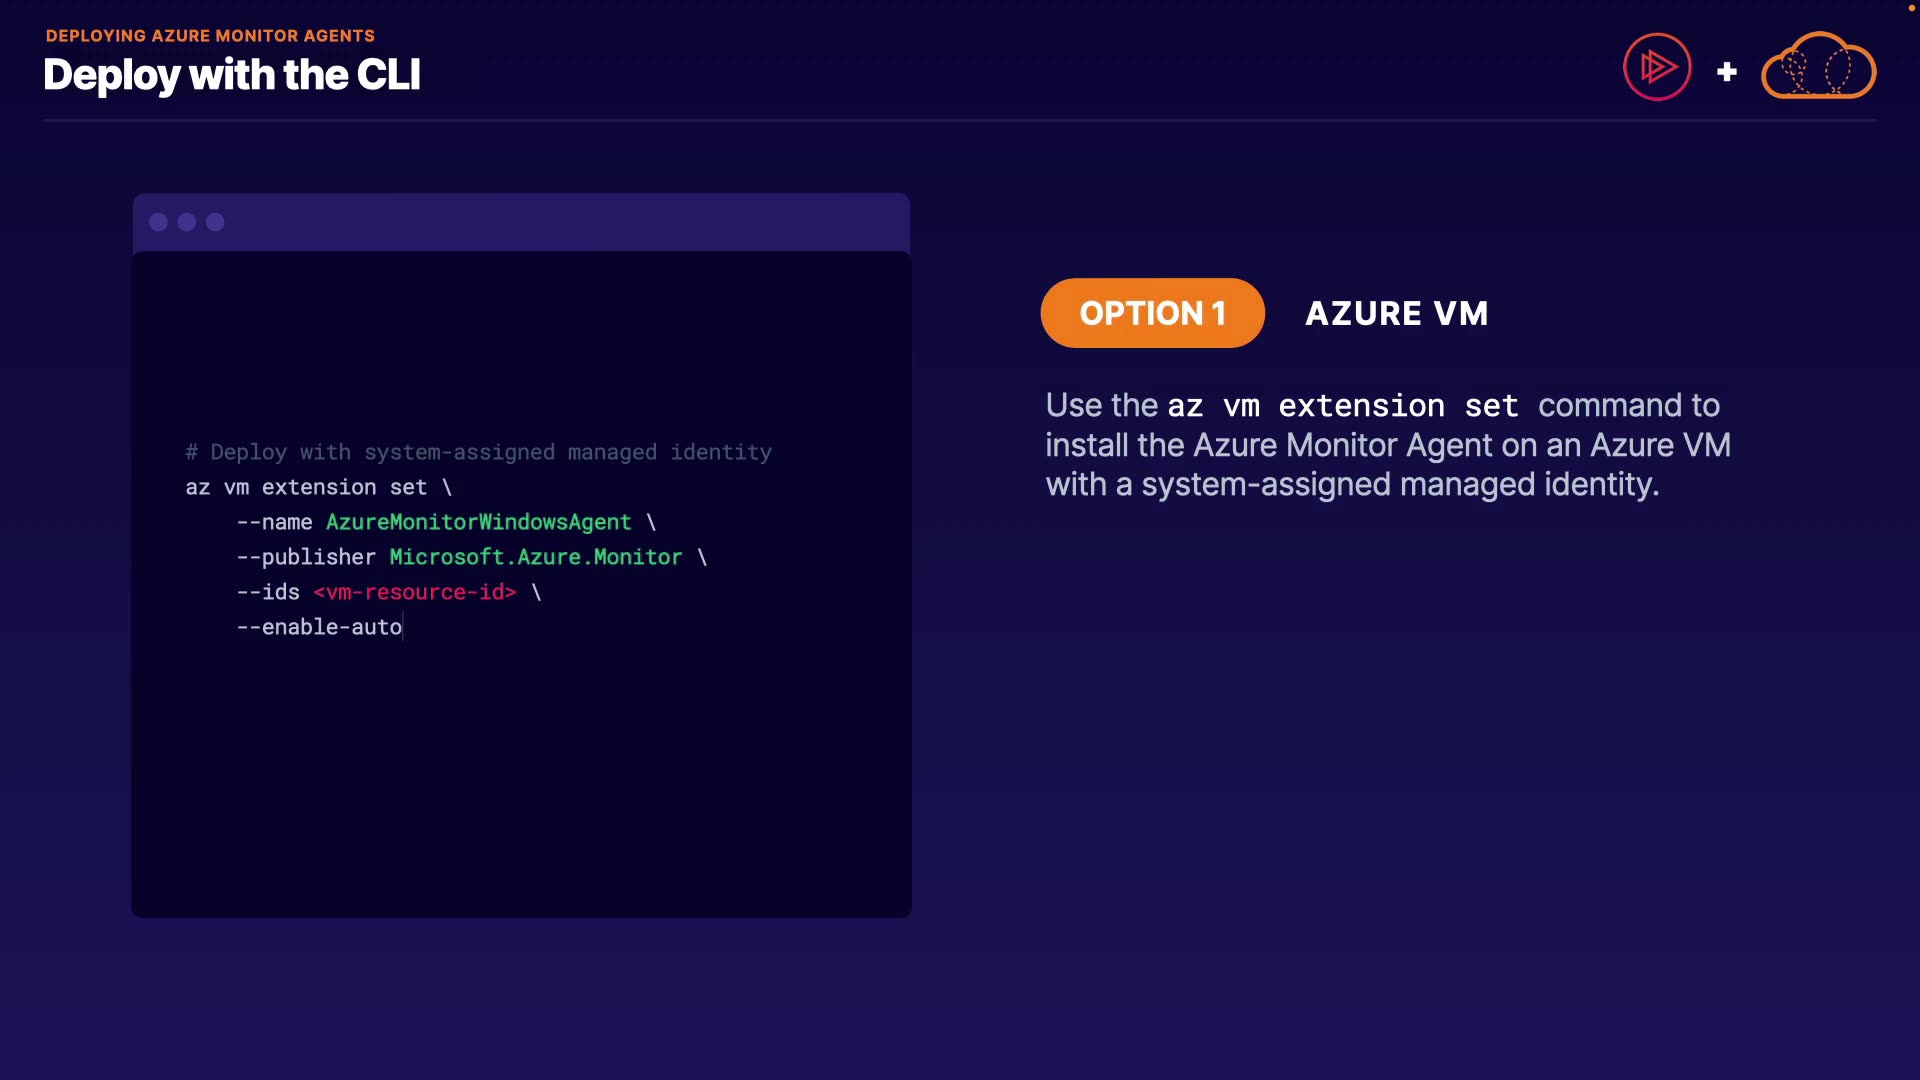 DEPLOYING AZURE MONITOR AGENTS
Deploy with the CLI
+
# Deploy with system-assigned managed identity
az vm extension set \
--name AzureMonitorWindowsAgent \
--publisher Microsoft.Azure.Monitor \
--ids <vm-resource-id> \
--enable-auto
OPTION 1 AZURE VM
Use the az vm extension set command to
install the Azure Monitor Agent on an Azure VM
with a system-assigned managed identity.